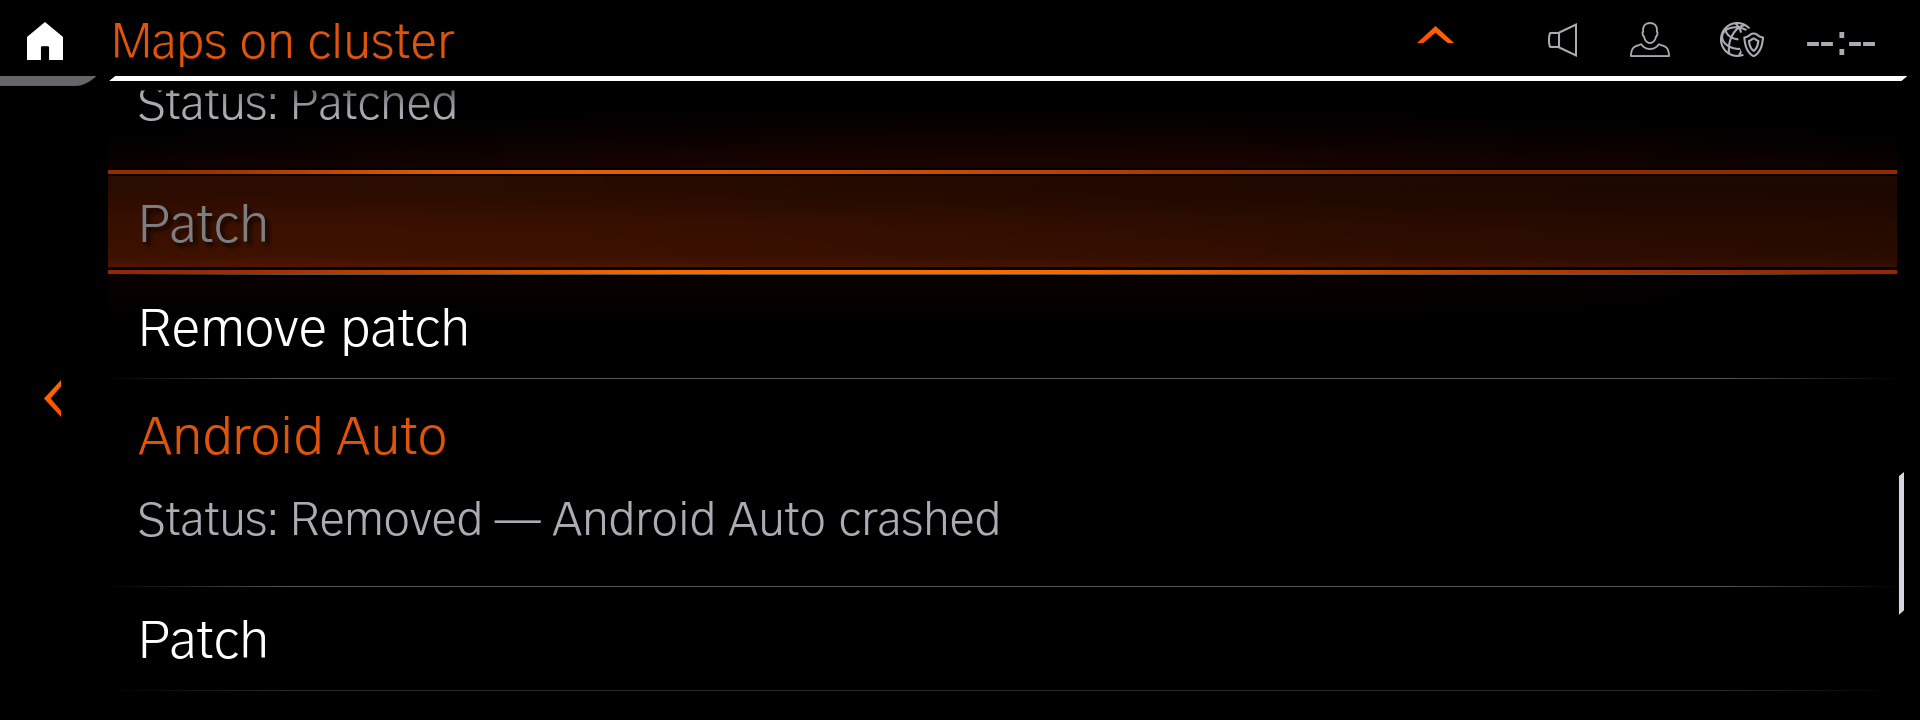 Maps on cluster
--:--
Status: Patched
Patch
Remove patch
Android Auto
Status: Removed — Android Auto crashed
Patch